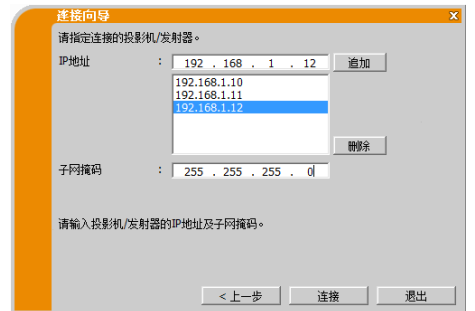 连接向导 x
请指定连接的投影机/发射器。
IP地址 : 192 . 168 . 1 . 12 追加
192.168.1.10
192.168.1.11
192.168.1.12
删除
子网掩码 : 255 . 255 . 255 . 0
请输入投影机/发射器的IP地址及子网掩码。
<上一步 连接 退出